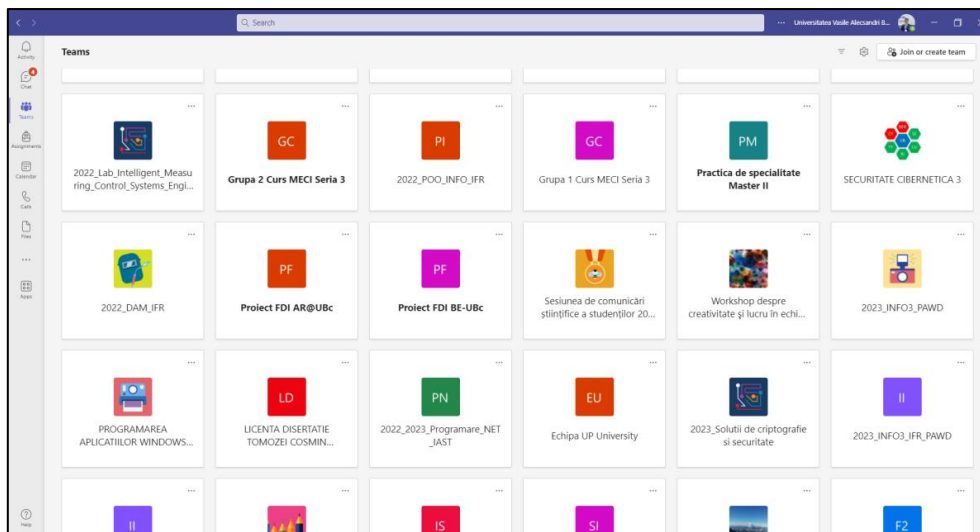 Search
Universitatea Vasile Alecsandri B...
Activity
Teams
Join or create team
4
Chat
Teams
Assignments
Calendar
Calls
Files
Apps
Help
GC
PI
GC
PM
2022_Lab_Intelligent_Measu
ring_Control_Systems_Engi...
Grupa 2 Curs MECI Seria 3
2022_POO_INFO_IFR
Grupa 1 Curs MECI Seria 3
Practica de specialitate
Master II
SECURITATE CIBERNETICA 3
PF
PF
2022_DAM_IFR
Proiect FDI AR@UBc
Proiect FDI BE-UBc
Sesiunea de comunicări
științifice a studenților 20...
Workshop despre
creativitate și lucru în echi...
2023_INFO3_PAWD
LD
PN
EU
II
PROGRAMAREA
APLICATIILOR WINDOWS...
LICENTA DISERTATIE
TOMOZEI COSMIN...
2022_2023_Programare_NET
_IAST
Echipa UP University
2023_Solutii de criptografie
si securitate
2023_INFO3_IFR_PAWD
II
IS
SI
F2